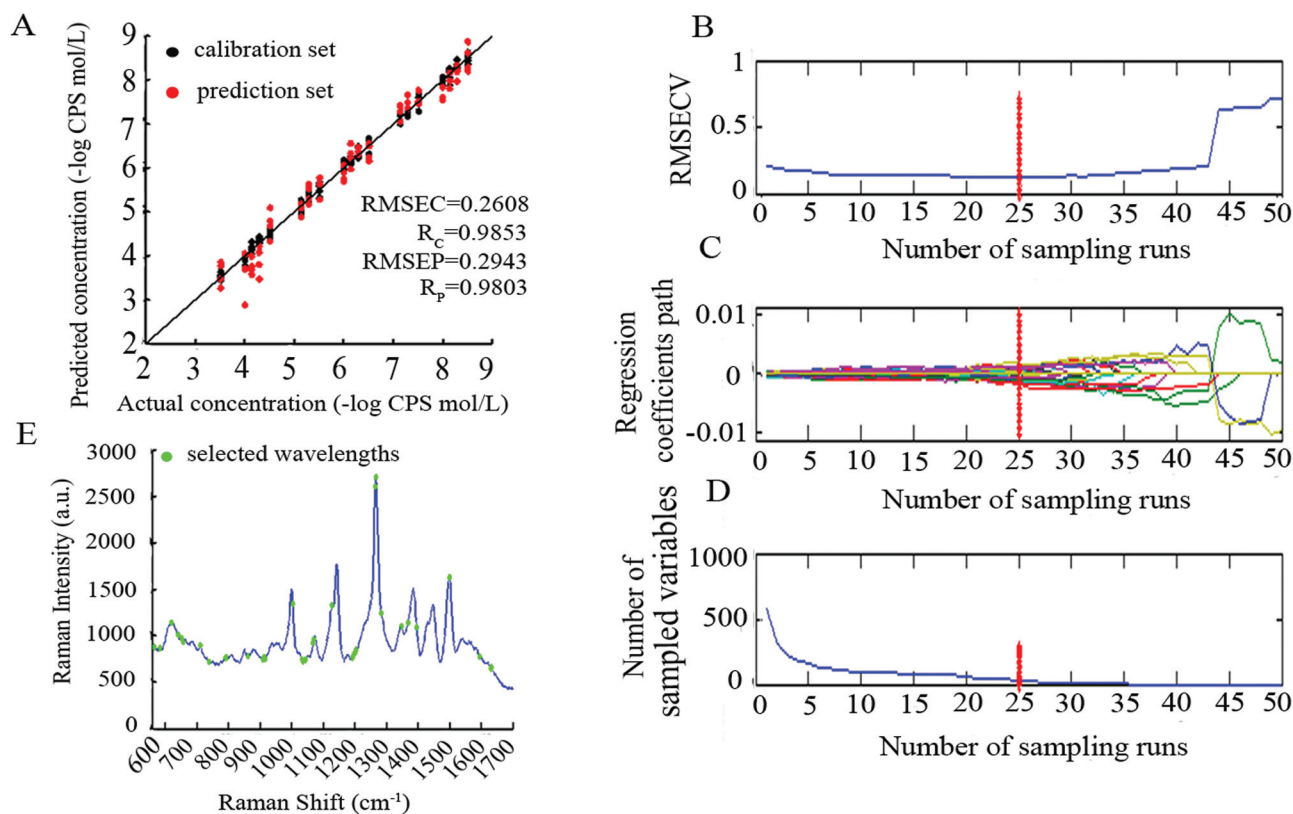 A
9
8
7
6
5
4
3
2
2 3 4 5 6 7 8 9
Predicted concentration (-log CPS mol/L)
calibration set
prediction set
RMSEC=0.2608
RC=0.9853
RMSEP=0.2943
RP=0.9803
Actual concentration (-log CPS mol/L)
B
RMSECV
1
0.5
0
0 5 10 15 20 25 30 35 40 45 50
Number of sampling runs
C
Regression
coefficients path
0.01
0
-0.01
0 5 10 15 20 25 30 35 40 45 50
Number of sampling runs
D
Number of
sampled variables
1000
500
0
0 5 10 15 20 25 30 35 40 45 50
Number of sampling runs
E
selected wavelengths
Raman Intensity (a.u.)
3000
2500
2000
1500
1000
500
0
600 700 800 900 1000 1100 1200 1300 1400 1500 1600 1700
Raman Shift (cm-1)